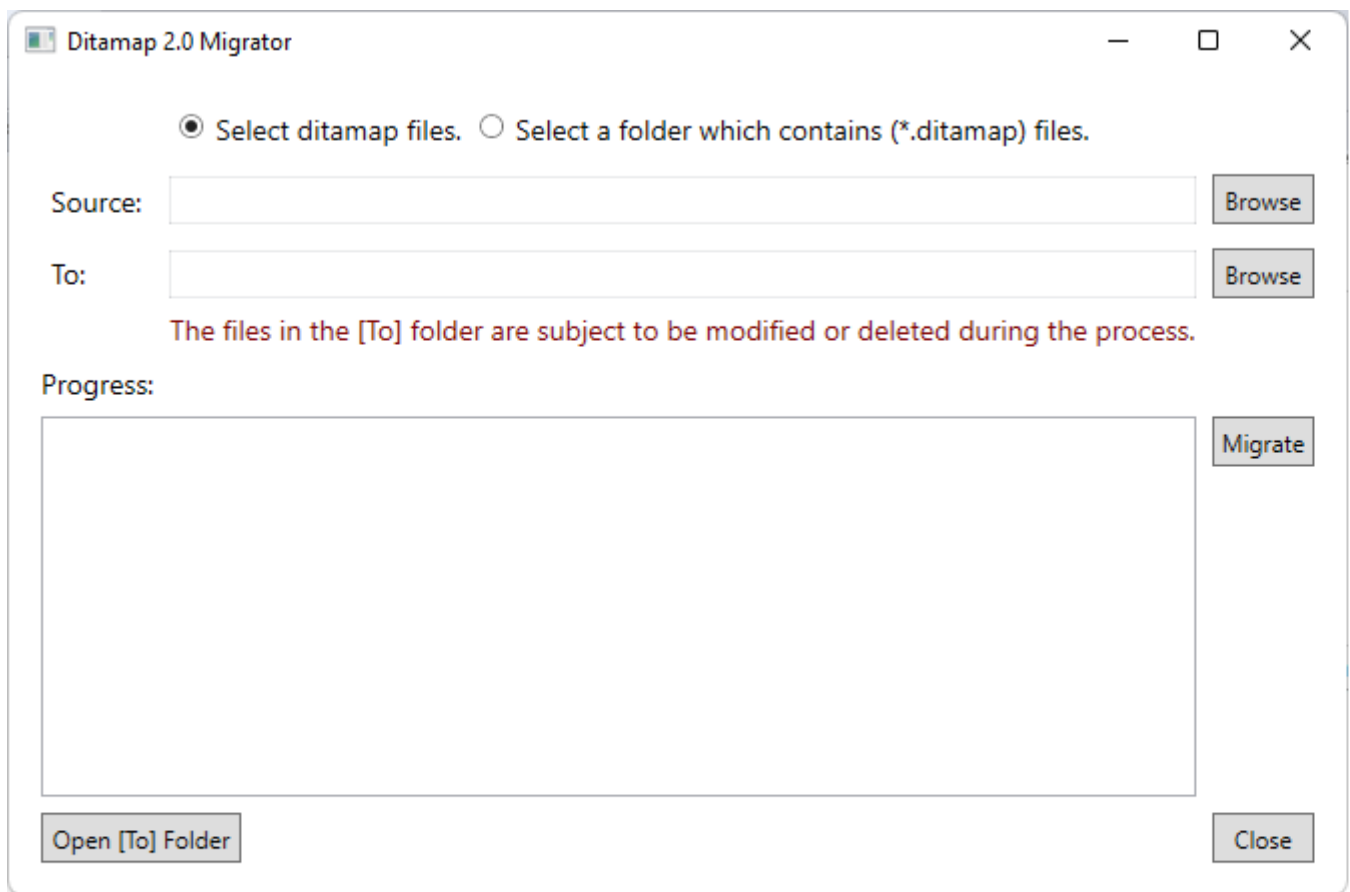 Ditamap 2.0 Migrator
Select ditamap files. Select a folder which contains (*.ditamap) files.
Source: Browse
To: Browse
The files in the [To] folder are subject to be modified or deleted during the process.
Progress:
Migrate
Open [To] Folder Close